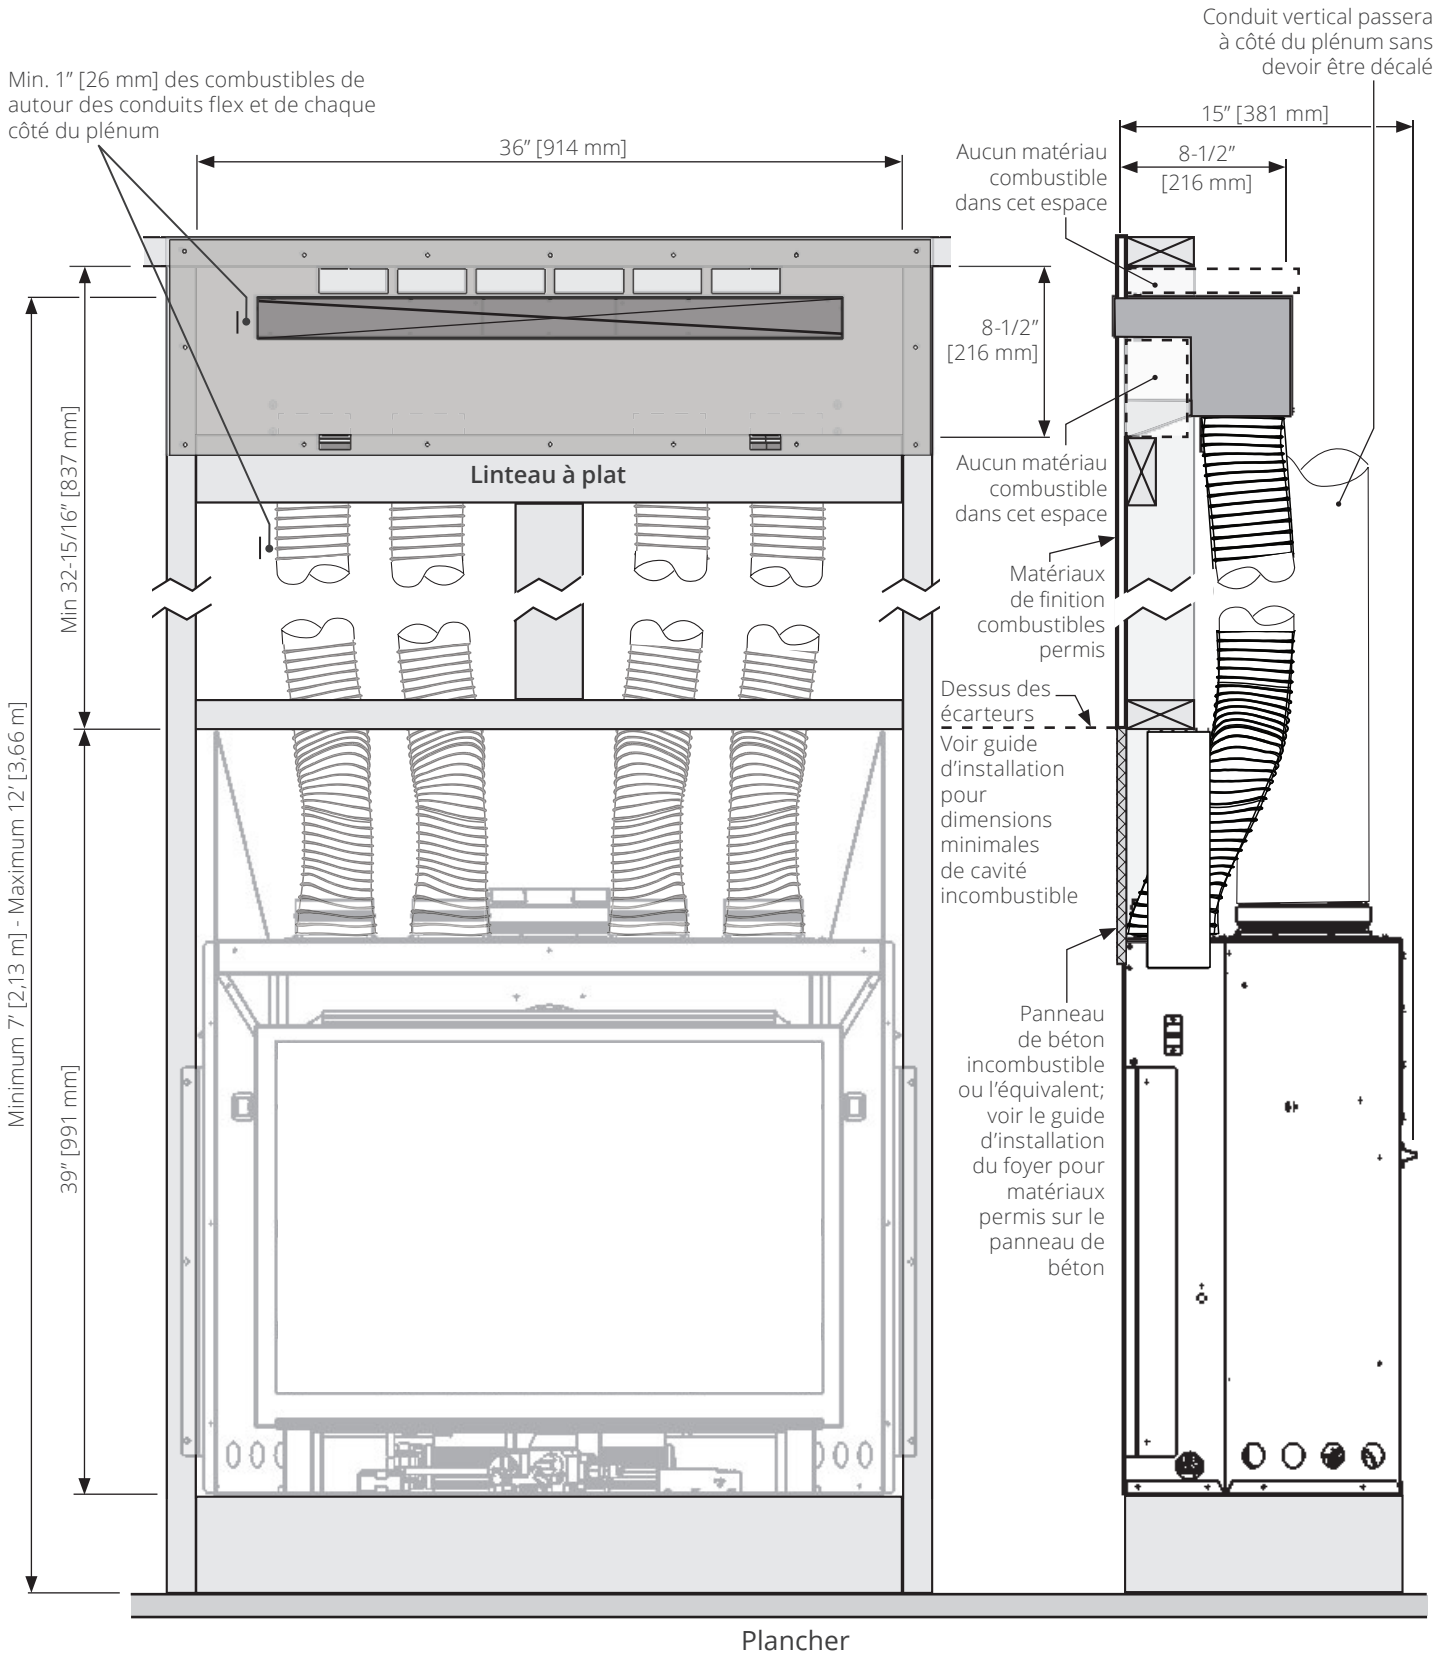 Conduit vertical passera
à côté du plénum sans
devoir être décalé
Min. 1” [26 mm] des combustibles de
autour des conduits flex et de chaque
côté du plénum
36” [914 mm]
15” [381 mm]
8-1/2”
[216 mm]
Aucun matériau
combustible
dans cet espace
8-1/2”
[216 mm]
Linteau à plat
Aucun matériau
combustible
dans cet espace
Min 32-15/16” [837 mm]
Matériaux
de finition
combustibles
permis
Dessus des
écarteurs
Voir guide
d’installation
pour
dimensions
minimales
de cavité
incombustible
Minimum 7’ [2,13 m] - Maximum 12’ [3,66 m]
39” [991 mm]
Panneau
de béton
incombustible
ou l’équivalent;
voir le guide
d’installation
du foyer pour
matériaux
permis sur le
panneau de
béton
Plancher